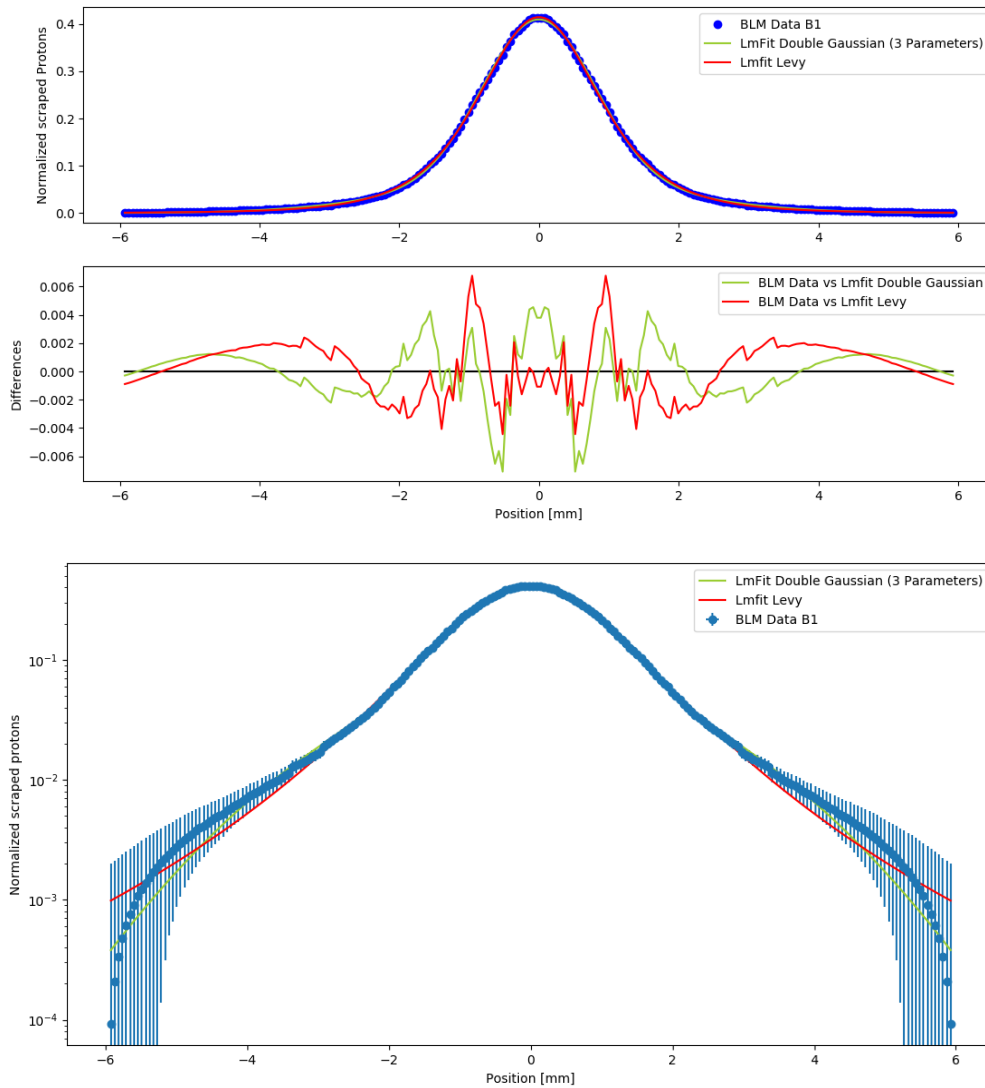 Normalized scraped Protons
0.4
0.3
0.2
0.1
0.0
BLM Data B1
LmFit Double Gaussian (3 Parameters)
Lmfit Levy
−6
−4
−2
0
2
4
6
Differences
0.006
0.004
0.002
0.000
−0.002
−0.004
−0.006
BLM Data vs Lmfit Double Gaussian
BLM Data vs Lmfit Levy
−6
−4
−2
0
2
4
6
Position [mm]
Normalized scraped protons
10⁻¹
10⁻²
10⁻³
10⁻⁴
LmFit Double Gaussian (3 Parameters)
Lmfit Levy
BLM Data B1
−6
−4
−2
0
2
4
6
Position [mm]